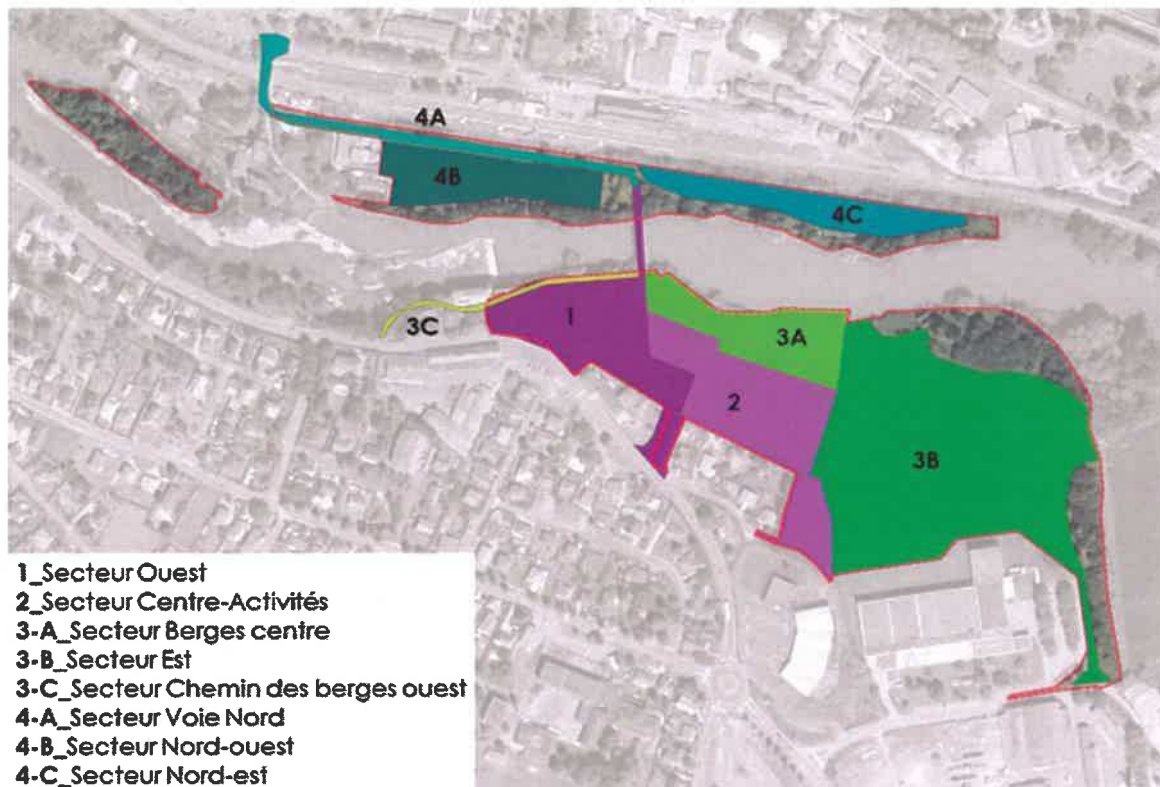 4A
4B
4C
1
3C
3A
2
3B
1_Secteur Ouest
2_Secteur Centre-Activités
3-A_Secteur Berges centre
3-B_Secteur Est
3-C_Secteur Chemin des berges ouest
4-A_Secteur Voie Nord
4-B_Secteur Nord-ouest
4-C_Secteur Nord-est